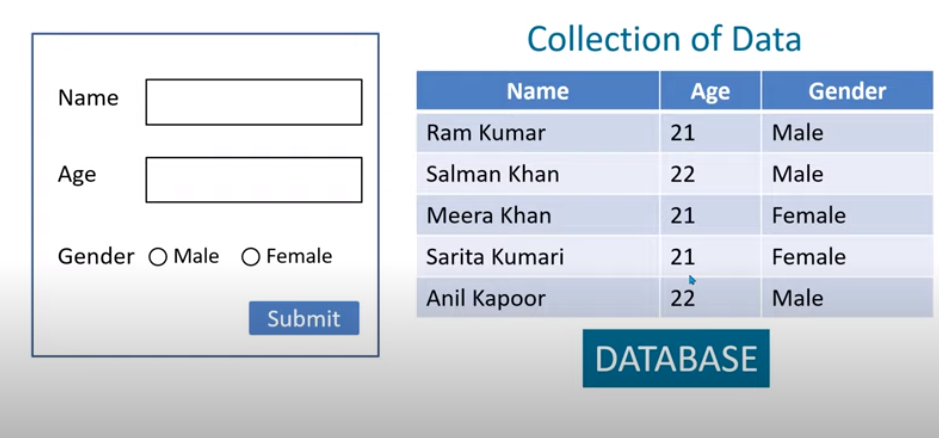 Name
Age
Gender Male Female
Submit
Collection of Data
Name Age Gender
Ram Kumar 21 Male
Salman Khan 22 Male
Meera Khan 21 Female
Sarita Kumari 21 Female
Anil Kapoor 22 Male
DATABASE